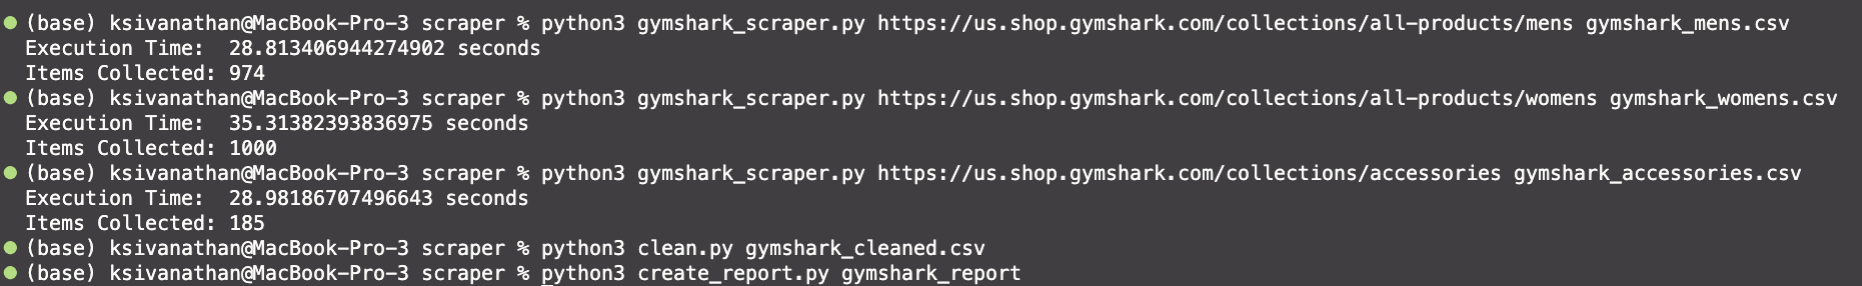 (base) ksivanathan@MacBook-Pro-3 scraper % python3 gymshark_scraper.py https://us.shop.gymshark.com/collections/all-products/mens gymshark_mens.csv
Execution Time:  28.813406944274902 seconds
Items Collected: 974
(base) ksivanathan@MacBook-Pro-3 scraper % python3 gymshark_scraper.py https://us.shop.gymshark.com/collections/all-products/womens gymshark_womens.csv
Execution Time:  35.31382393836975 seconds
Items Collected: 1000
(base) ksivanathan@MacBook-Pro-3 scraper % python3 gymshark_scraper.py https://us.shop.gymshark.com/collections/accessories gymshark_accessories.csv
Execution Time:  28.98186707496643 seconds
Items Collected: 185
(base) ksivanathan@MacBook-Pro-3 scraper % python3 clean.py gymshark_cleaned.csv
(base) ksivanathan@MacBook-Pro-3 scraper % python3 create_report.py gymshark_report